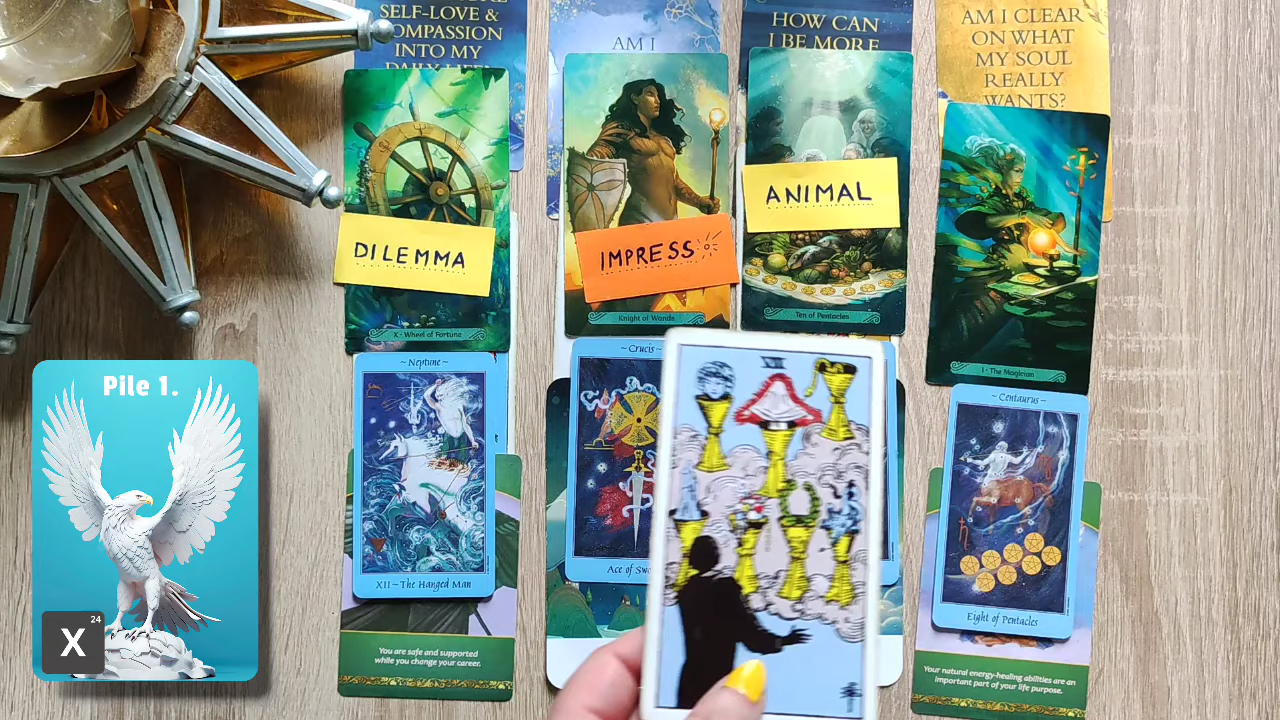 SELF-LOVE &
COMPASSION
INTO MY
DAILY LIFE?
AM I
HOW CAN
I BE MORE
AM I CLEAR
ON WHAT
MY SOUL
REALLY
WANTS?
DILEMMA
X • Wheel of Fortune
IMPRESS
Knight of Wands
ANIMAL
Ten of Pentacles
I • The Magician
~ Neptune ~
XII ~ The Hanged Man
~ Crucis
Ace of Swo
VII
~ Centaurus ~
Eight of Pentacles
You are safe and supported
while you change your career.
Your natural energy-healing abilities are an
important part of your life purpose.
Pile 1.
X
24